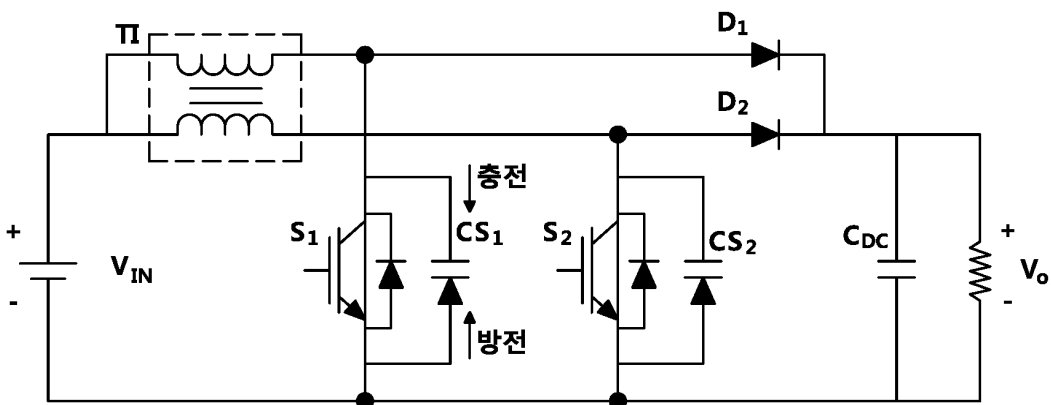 TI
D₁
D₂
충전
S₁
CS₁
S₂
CS₂
C_DC
+
V_IN
-
+
V_o
-
방전